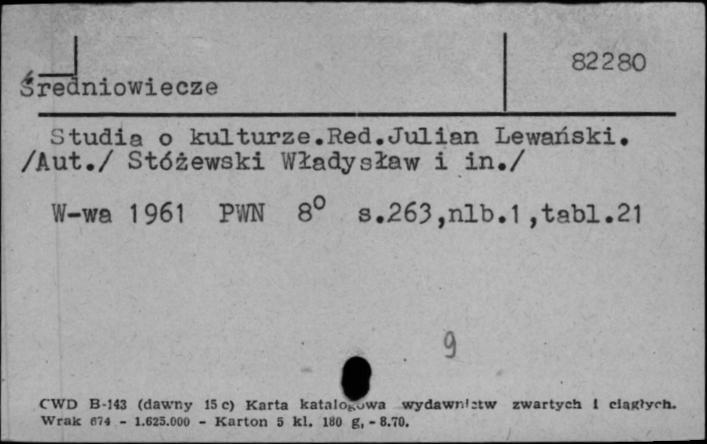 82280
Średniowiecze
Studia o kulturze.Red.Julian Lewański.
/Aut./ Stóżewski Władysław i in./
W-wa 1961 PWN 8° s.263,nlb.1,tabl.21
9
CWD B-143 (dawny 15 c) Karta katalogowa wydawnictw zwartych i ciągłych.
Wrak 674 - 1.625.000 - Karton 5 kl. 180 g, - 8.70.